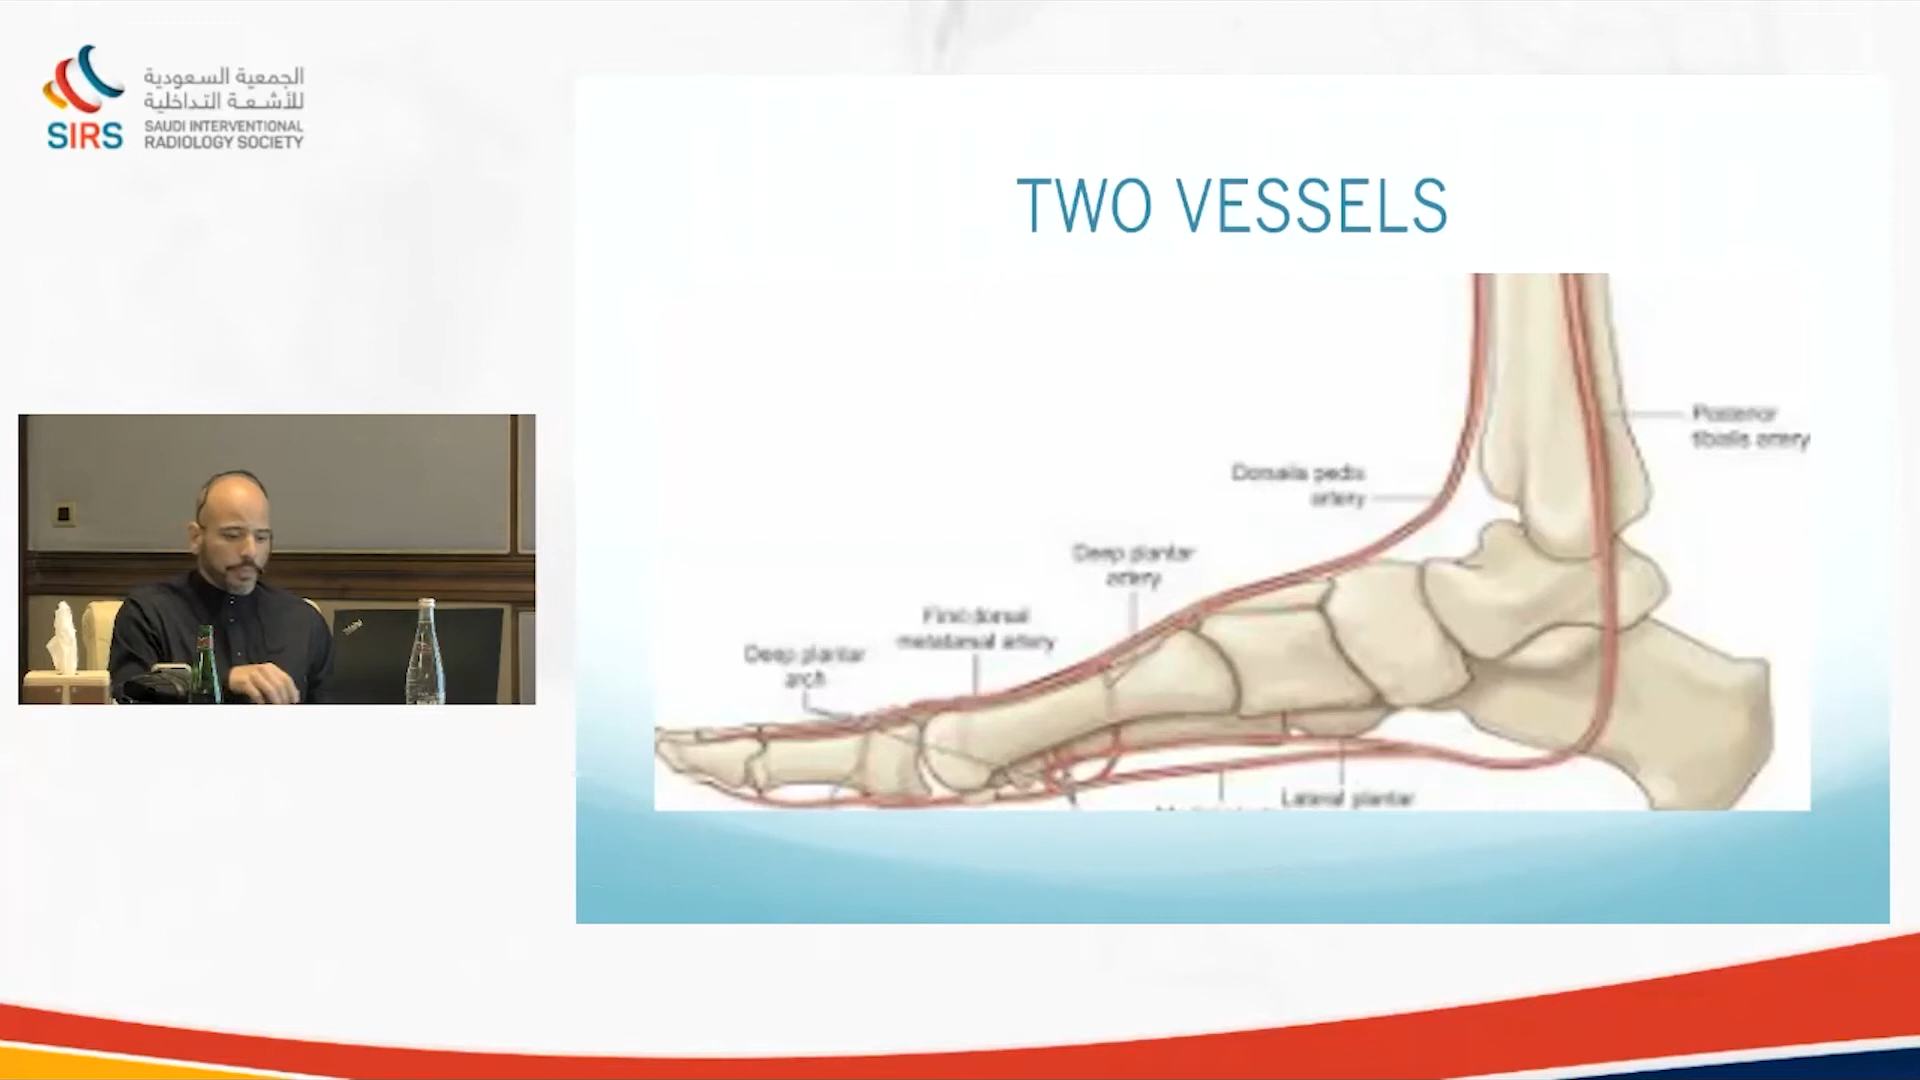 الجمعية السعودية
للأشعة التداخلية
SIRS
SAUDI INTERVENTIONAL
RADIOLOGY SOCIETY
TWO VESSELS
Posterior
tibialis artery
Dorsalis pedis
artery
Deep plantar
artery
First dorsal
metatarsal artery
Deep plantar
arch
Lateral plantar